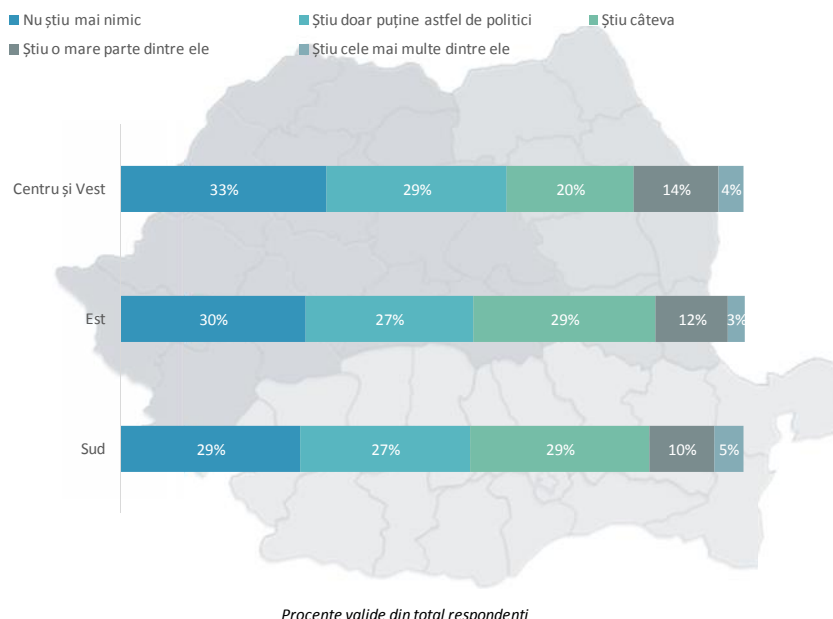 Nu știu mai nimic
Știu doar puține astfel de politici
Știu câteva
Știu o mare parte dintre ele
Știu cele mai multe dintre ele
Centru și Vest
33%
29%
20%
14%
4%
Est
30%
27%
29%
12%
3%
Sud
29%
27%
29%
10%
5%
Procente valide din total respondenți